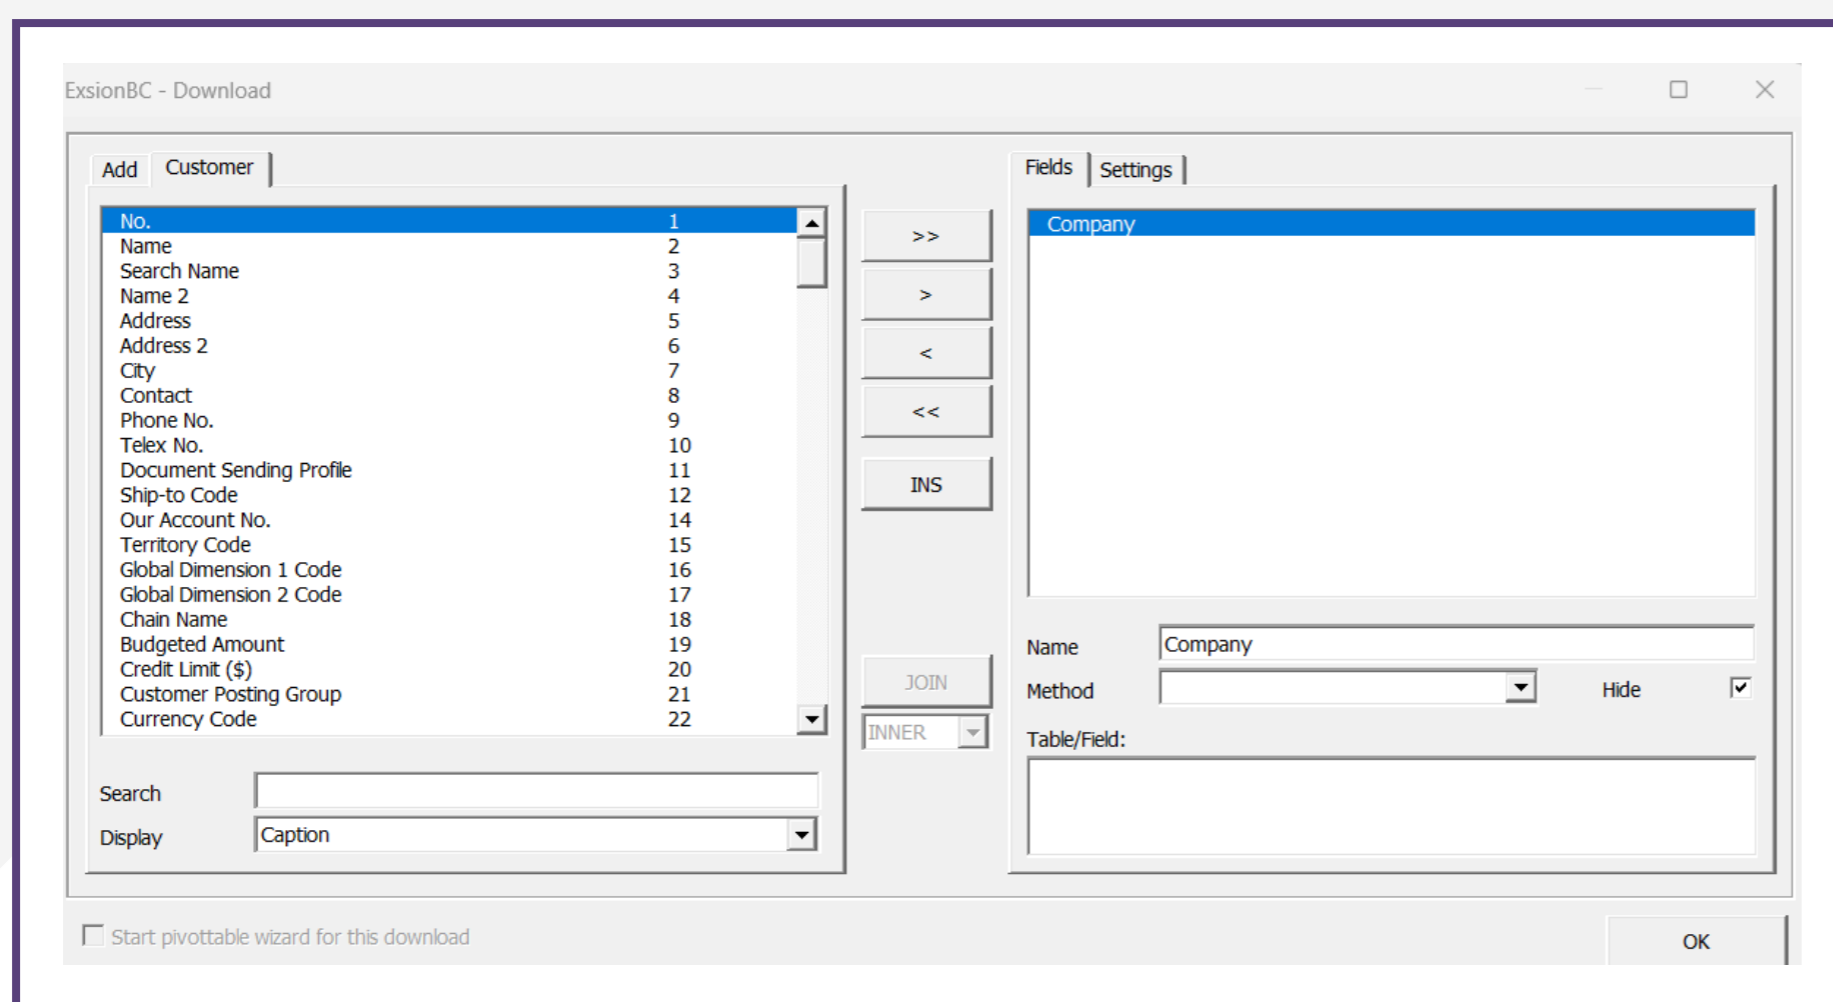 ExsionBC - Download
Add Customer
No. 1
Name 2
Search Name 3
Name 2 4
Address 5
Address 2 6
City 7
Contact 8
Phone No. 9
Telex No. 10
Document Sending Profile 11
Ship-to Code 12
Our Account No. 14
Territory Code 15
Global Dimension 1 Code 16
Global Dimension 2 Code 17
Chain Name 18
Budgeted Amount 19
Credit Limit ($) 20
Customer Posting Group 21
Currency Code 22
Search
Display Caption
>>
>
<
<<
INS
JOIN
INNER
Fields Settings
Company
Name Company
Method Hide
Table/Field:
Start pivottable wizard for this download
OK